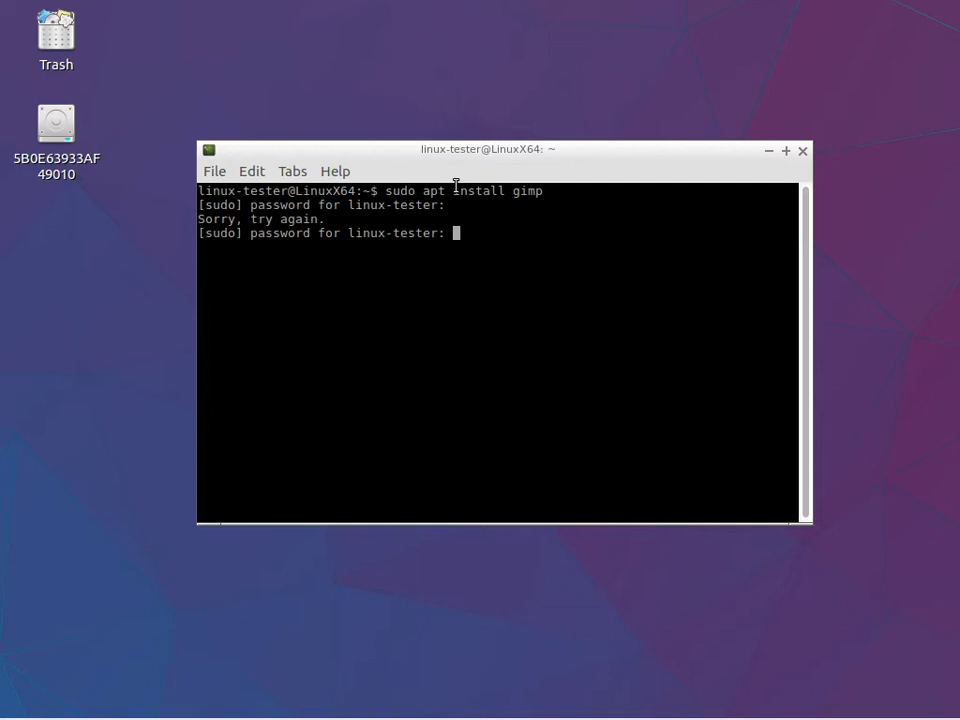 Trash
5B0E63933AF
49010
linux-tester@LinuxX64: ~
File Edit Tabs Help
linux-tester@LinuxX64:~$ sudo apt install gimp
[sudo] password for linux-tester:
Sorry, try again.
[sudo] password for linux-tester: